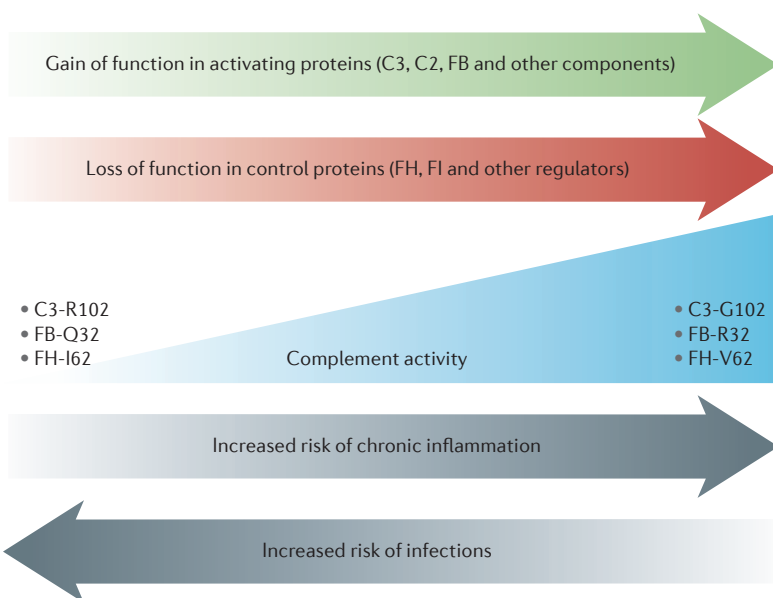 Gain of function in activating proteins (C3, C2, FB and other components)
Loss of function in control proteins (FH, FI and other regulators)
• C3-R102
• FB-Q32
• FH-I62
Complement activity
• C3-G102
• FB-R32
• FH-V62
Increased risk of chronic inflammation
Increased risk of infections